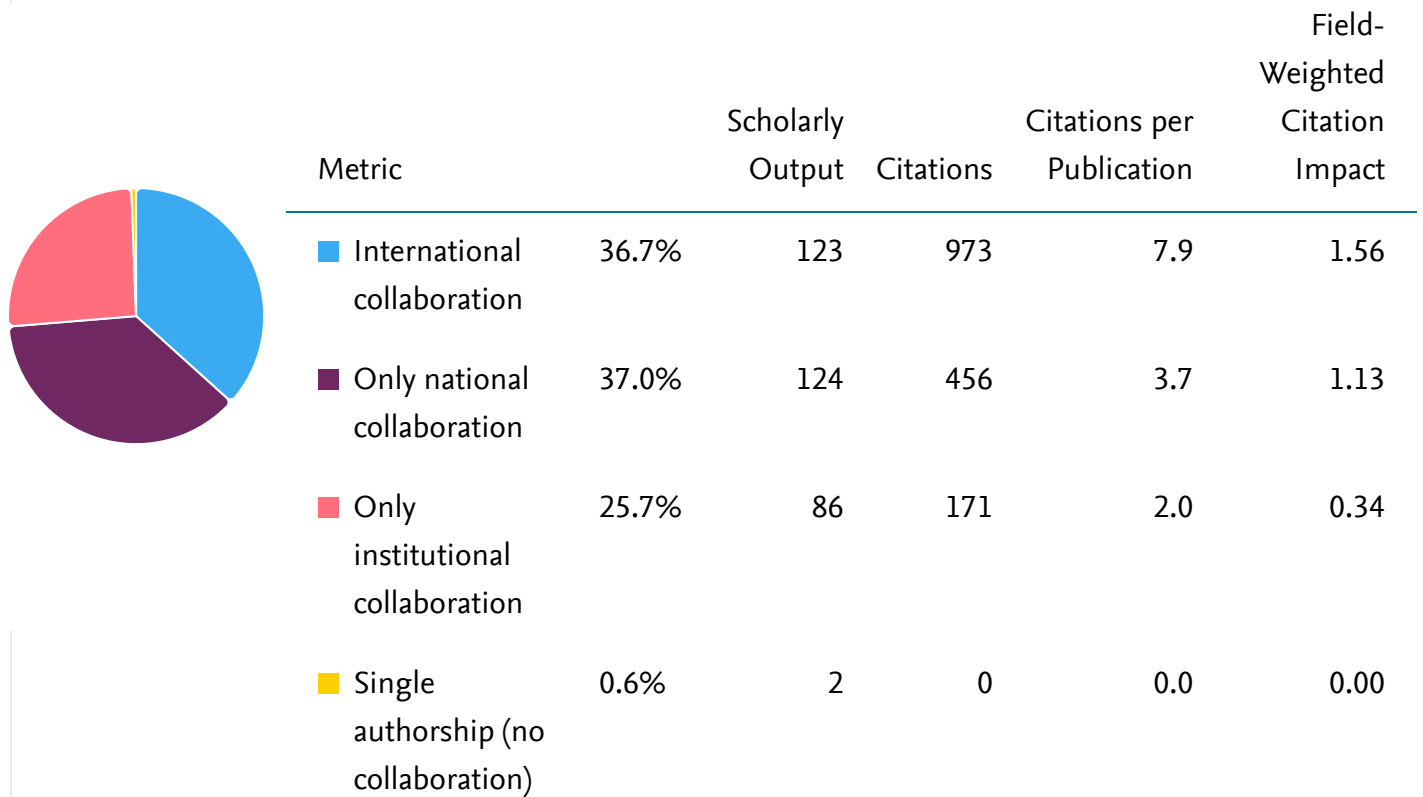 Field-
Weighted
Scholarly Citations per Citation
Metric Output Citations Publication Impact
International 36.7% 123 973 7.9 1.56
collaboration
Only national 37.0% 124 456 3.7 1.13
collaboration
Only 25.7% 86 171 2.0 0.34
institutional
collaboration
Single 0.6% 2 0 0.0 0.00
authorship (no
collaboration)